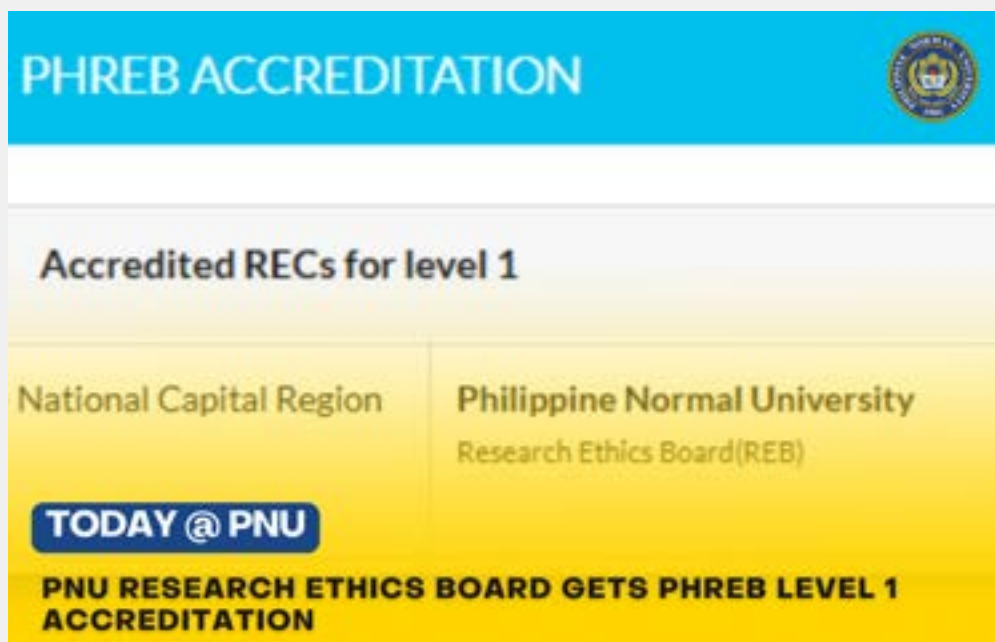 PHREB ACCREDITATION
Accredited RECs for level 1
National Capital Region
Philippine Normal University
Research Ethics Board(REB)
TODAY @ PNU
PNU RESEARCH ETHICS BOARD GETS PHREB LEVEL 1
ACCREDITATION